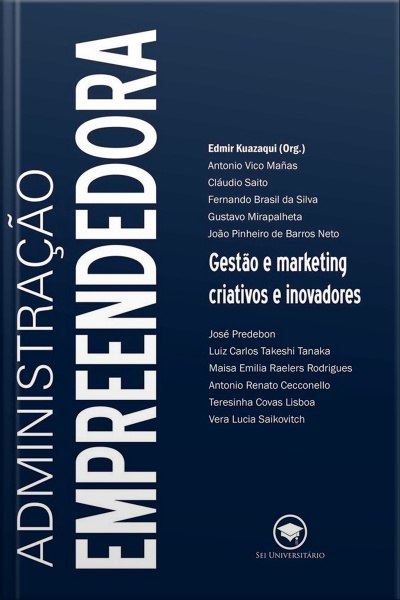 ADMINISTRAÇÃO
EMPREENDEDORA
Edmir Kuazaqui (Org.)
Antonio Vico Mañas
Cláudio Saito
Fernando Brasil da Silva
Gustavo Mirapalheta
João Pinheiro de Barros Neto
Gestão e marketing
criativos e inovadores
José Predebon
Luiz Carlos Takeshi Tanaka
Maisa Emilia Raelers Rodrigues
Antonio Renato Cecconello
Teresinha Covas Lisboa
Vera Lucia Saikovitch
SEI UNIVERSITÁRIO